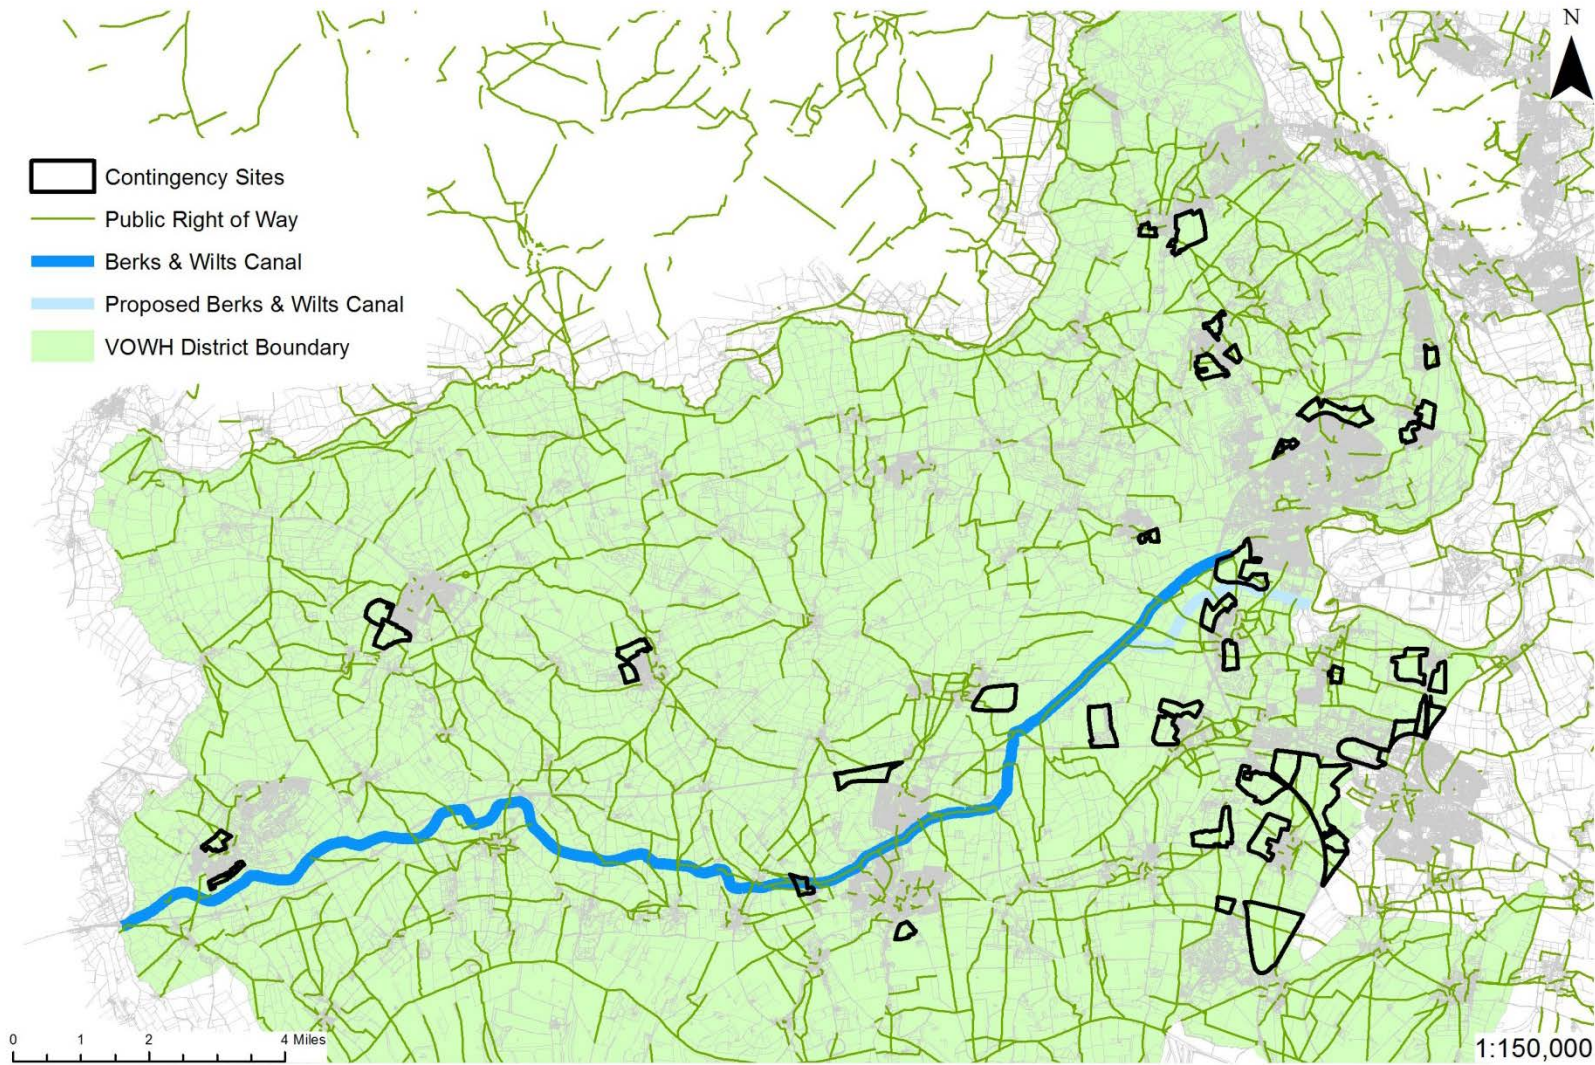 N
Contingency Sites
Public Right of Way
Berks & Wilts Canal
Proposed Berks & Wilts Canal
VOWH District Boundary
0 1 2 4 Miles
1:150,000